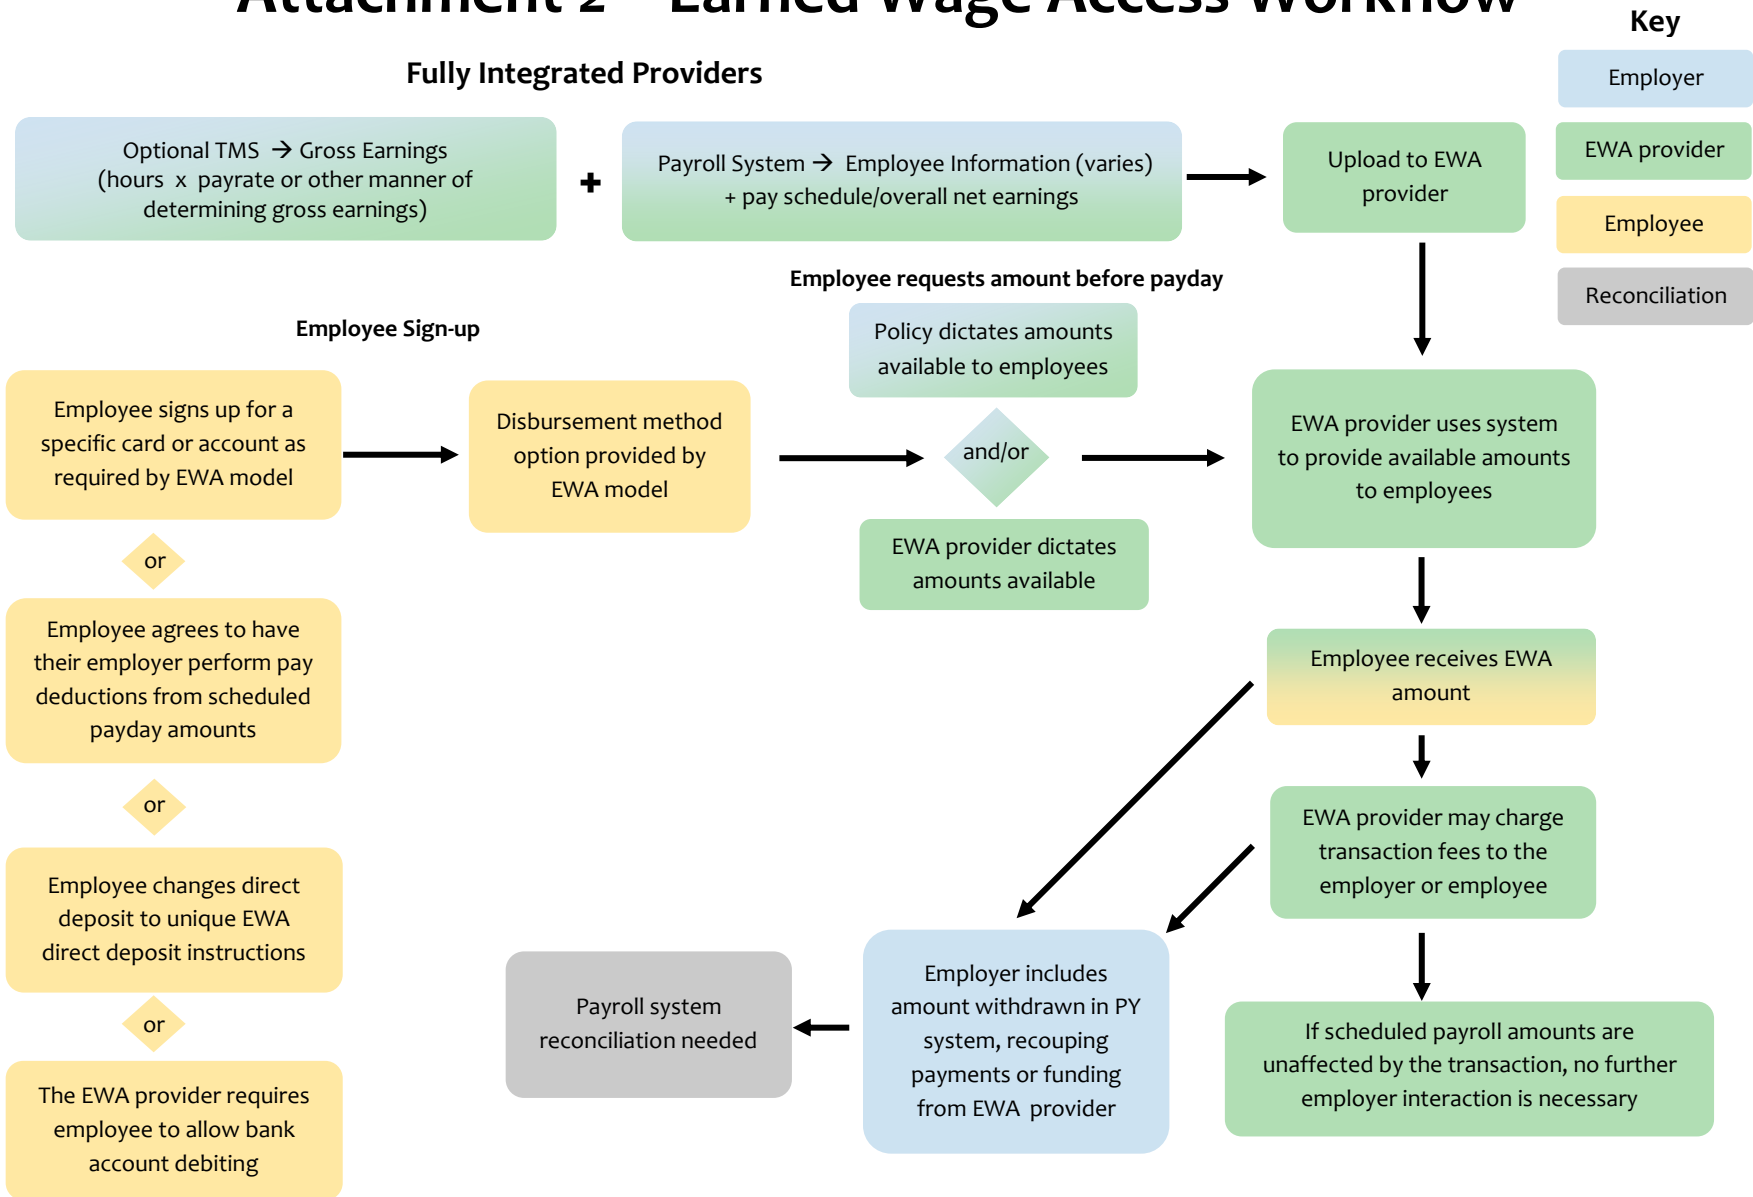 Attachment 2 – Earned Wage Access Workflow
Key
Fully Integrated Providers
Employer
EWA provider
Employee
Reconciliation
Optional TMS → Gross Earnings
(hours x payrate or other manner of
determining gross earnings)
+
Payroll System → Employee Information (varies)
+ pay schedule/overall net earnings
Upload to EWA
provider
Employee requests amount before payday
Employee Sign-up
Policy dictates amounts
available to employees
and/or
EWA provider dictates
amounts available
Employee signs up for a
specific card or account as
required by EWA model
Disbursement method
option provided by
EWA model
EWA provider uses system
to provide available amounts
to employees
or
Employee agrees to have
their employer perform pay
deductions from scheduled
payday amounts
or
Employee changes direct
deposit to unique EWA
direct deposit instructions
or
The EWA provider requires
employee to allow bank
account debiting
Employee receives EWA
amount
EWA provider may charge
transaction fees to the
employer or employee
Payroll system
reconciliation needed
Employer includes
amount withdrawn in PY
system, recouping
payments or funding
from EWA provider
If scheduled payroll amounts are
unaffected by the transaction, no further
employer interaction is necessary